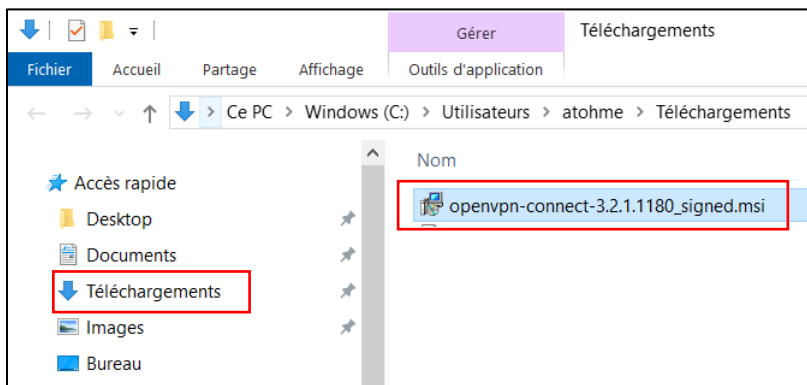 Gérer Téléchargements
Fichier Accueil Partage Affichage Outils d'application
Ce PC > Windows (C:) > Utilisateurs > atohme > Téléchargements
Nom
Accès rapide
openvpn-connect-3.2.1.1180_signed.msi
Desktop
Documents
Téléchargements
Images
Bureau